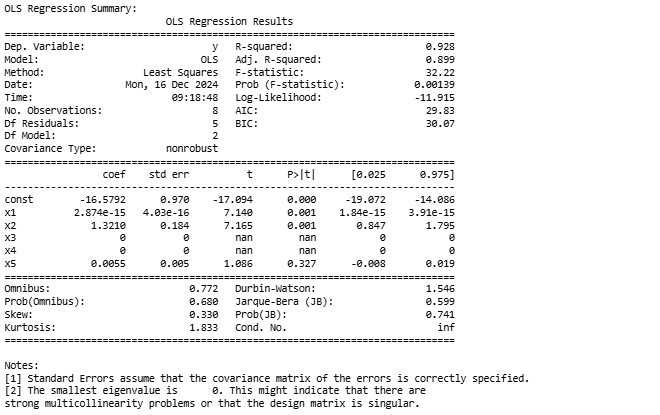 OLS Regression Summary:
OLS Regression Results
==============================================================================
Dep. Variable:                      y   R-squared:                       0.928
Model:                            OLS   Adj. R-squared:                  0.899
Method:                 Least Squares   F-statistic:                     32.22
Date:                Mon, 16 Dec 2024   Prob (F-statistic):            0.00139
Time:                        09:18:48   Log-Likelihood:                -11.915
No. Observations:                   8   AIC:                             29.83
Df Residuals:                       5   BIC:                             30.07
Df Model:                           2
Covariance Type:            nonrobust
==============================================================================
coef    std err          t      P>|t|      [0.025      0.975]
------------------------------------------------------------------------------
const        -16.5792      0.970    -17.094      0.000     -19.072     -14.086
x1          2.874e-15   4.03e-16      7.140      0.001    1.84e-15    3.91e-15
x2             1.3210      0.184      7.165      0.001       0.847       1.795
x3                  0          0        nan        nan           0           0
x4                  0          0        nan        nan           0           0
x5             0.0055      0.005      1.086      0.327      -0.008       0.019
==============================================================================
Omnibus:                        0.772   Durbin-Watson:                   1.546
Prob(Omnibus):                  0.680   Jarque-Bera (JB):                0.599
Skew:                           0.330   Prob(JB):                        0.741
Kurtosis:                       1.833   Cond. No.                          inf
==============================================================================
Notes:
[1] Standard Errors assume that the covariance matrix of the errors is correctly specified.
[2] The smallest eigenvalue is      0. This might indicate that there are
strong multicollinearity problems or that the design matrix is singular.